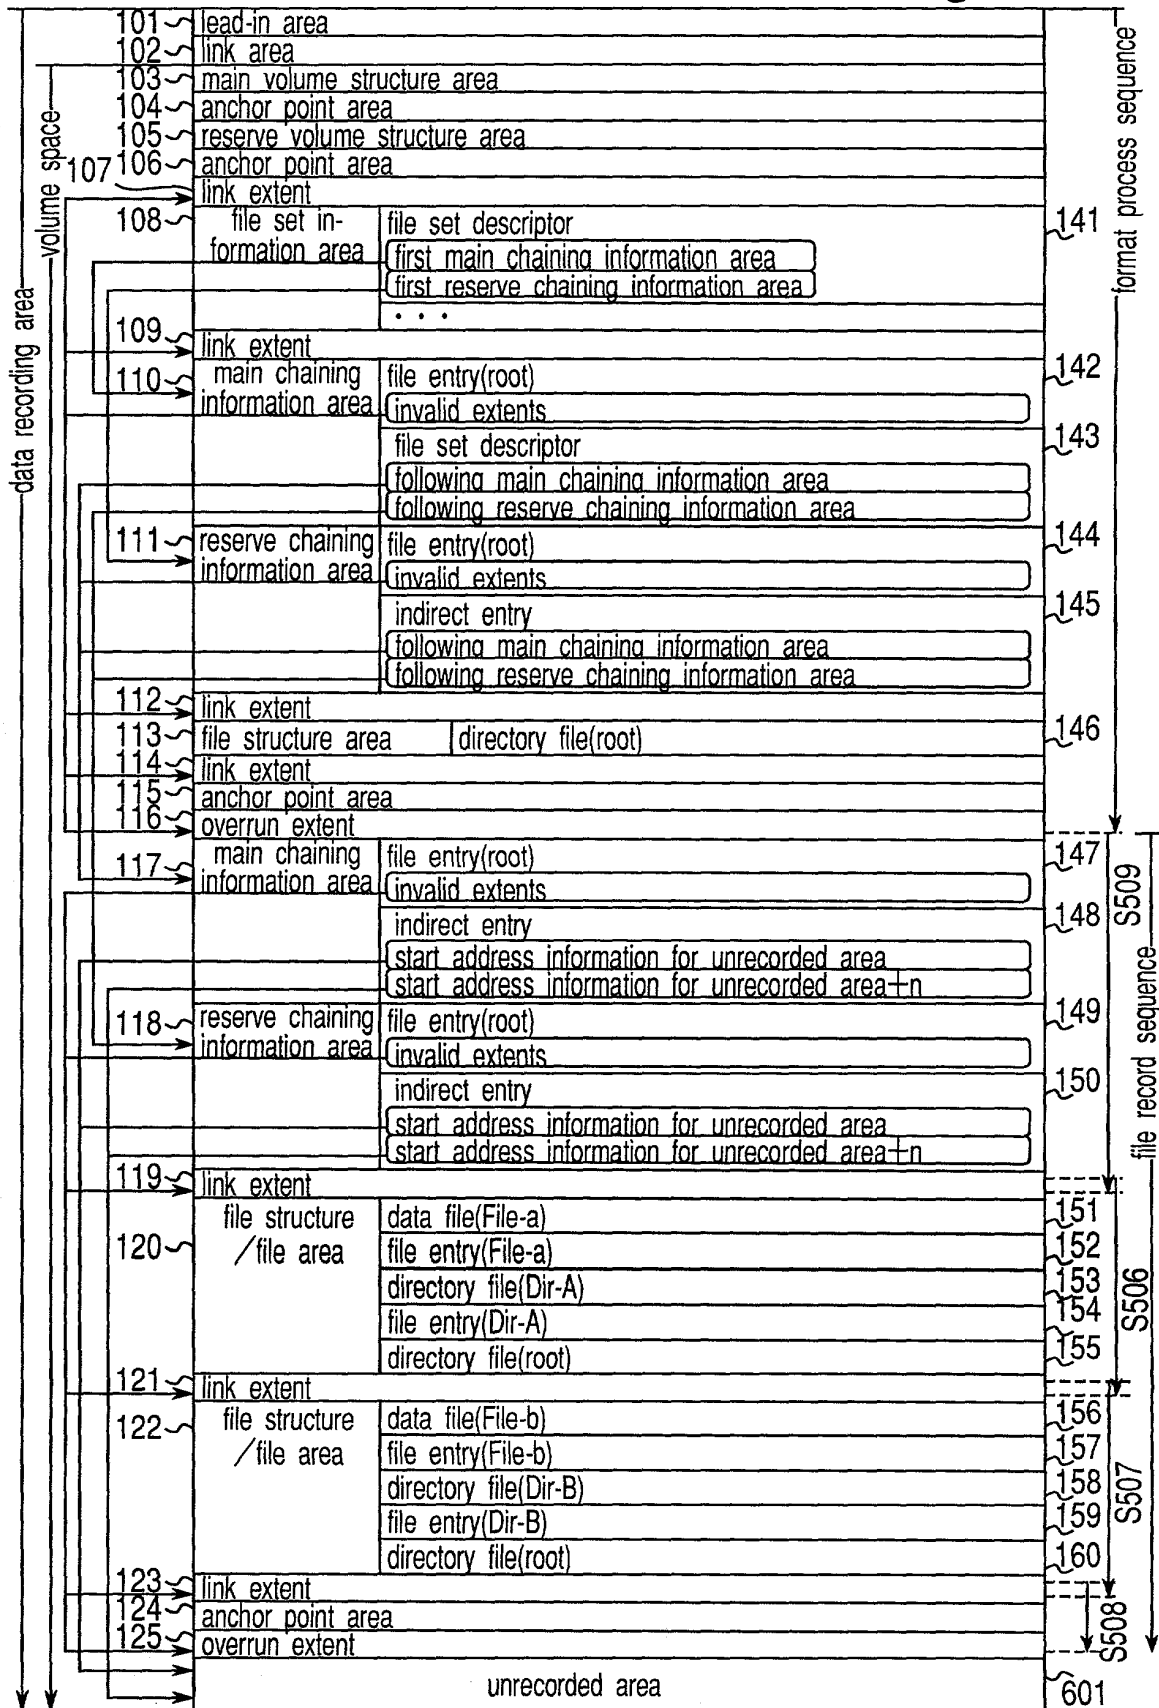 101 lead-in area
102 link area
103 main volume structure area
104 anchor point area
105 reserve volume structure area
106 anchor point area
107 link extent
108 file set in-
formation area
file set descriptor 141
first main chaining information area
first reserve chaining information area
. . .
109 link extent
110 main chaining
information area
file entry(root) 142
invalid extents
file set descriptor 143
following main chaining information area
following reserve chaining information area
111 reserve chaining
information area
file entry(root) 144
invalid extents
indirect entry 145
following main chaining information area
following reserve chaining information area
112 link extent
113 file structure area directory file(root) 146
114 link extent
115 anchor point area
116 overrun extent
117 main chaining
information area
file entry(root) 147
invalid extents
indirect entry 148
start address information for unrecorded area
start address information for unrecorded area+n
118 reserve chaining
information area
file entry(root) 149
invalid extents
indirect entry 150
start address information for unrecorded area
start address information for unrecorded area+n
119 link extent
120 file structure
/file area
data file(File-a) 151
file entry(File-a) 152
directory file(Dir-A) 153
file entry(Dir-A) 154
directory file(root) 155
121 link extent
122 file structure
/file area
data file(File-b) 156
file entry(File-b) 157
directory file(Dir-B) 158
file entry(Dir-B) 159
directory file(root) 160
123 link extent
124 anchor point area
125 overrun extent
unrecorded area 601
data recording area
volume space
format process sequence
file record sequence
S509
S506
S507
S508